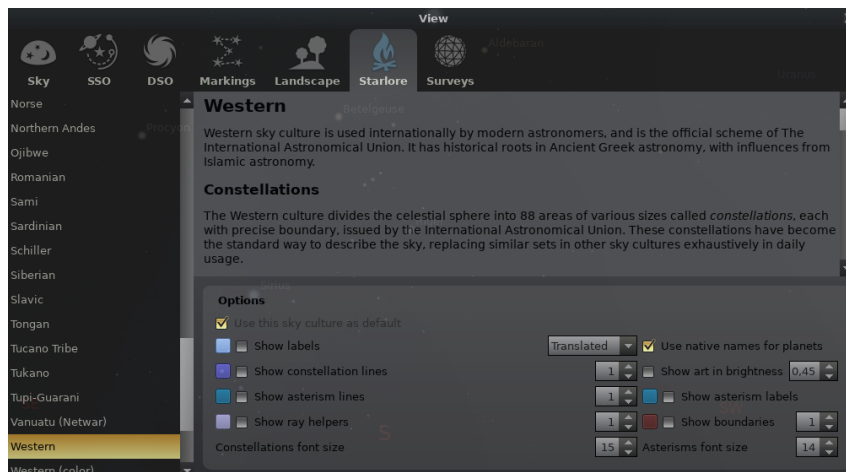 View
Aldebaran
Uranus
Sky SSO DSO Markings Landscape Starlore Surveys
Norse
Northern Andes
Procyon
Ojibwe
Romanian
Sami
Sardinian
Schiller
Siberian
Slavic
Tongan
Tucano Tribe
Tukano
Tupi-Guarani
Vanuatu (Netwar)
Western
Western (color)
Western
Betelgeuse
Western sky culture is used internationally by modern astronomers, and is the official scheme of The
International Astronomical Union. It has historical roots in Ancient Greek astronomy, with influences from
Islamic astronomy.
Constellations
The Western culture divides the celestial sphere into 88 areas of various sizes called constellations, each
with precise boundary, issued by the International Astronomical Union. These constellations have become
the standard way to describe the sky, replacing similar sets in other sky cultures exhaustively in daily
usage.
Sirius
Options
Use this sky culture as default
Show labels Translated Use native names for planets
Show constellation lines 1 Show art in brightness 0,45
Show asterism lines 1 Show asterism labels
SW
Show ray helpers 1 Show boundaries 1
S
Constellations font size 15 Asterisms font size 14